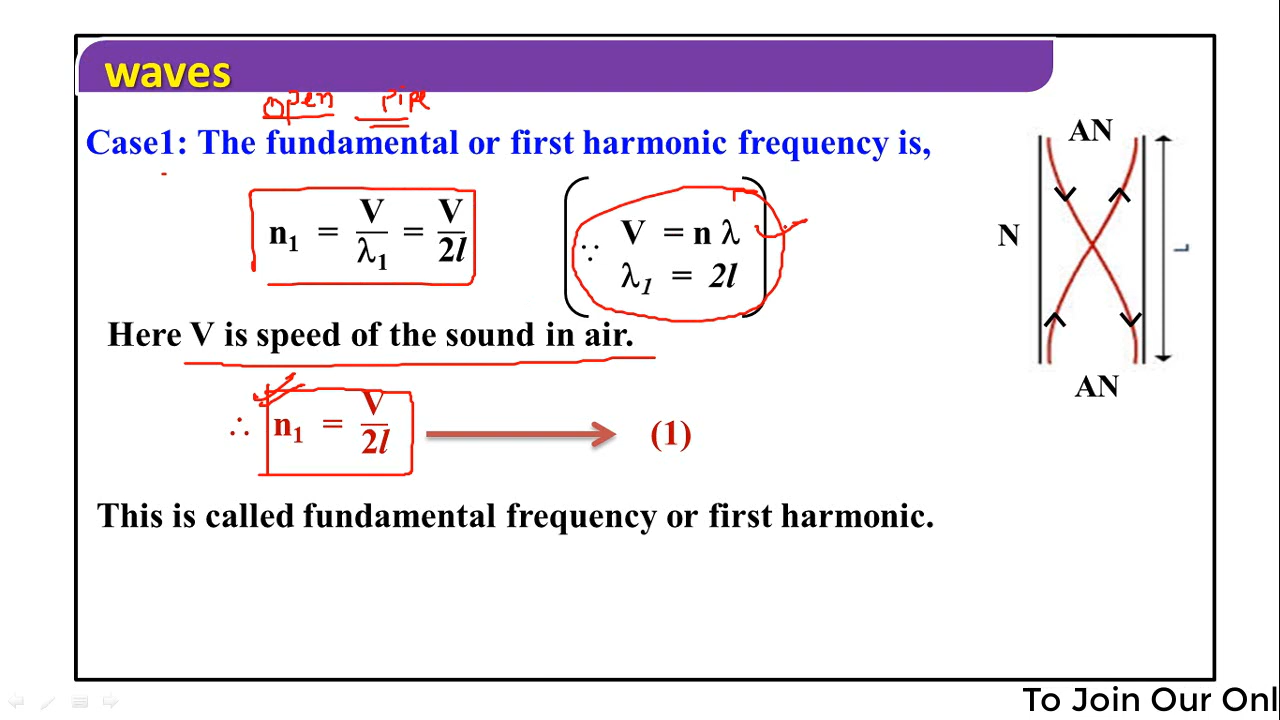 waves
Open Pipe
Case1: The fundamental or first harmonic frequency is,
n₁ = V/λ₁ = V/2l
∵ V = n λ
λ₁ = 2l
AN
N
L
AN
Here V is speed of the sound in air.
∴ n₁ = V/2l (1)
This is called fundamental frequency or first harmonic.
To Join Our Onl